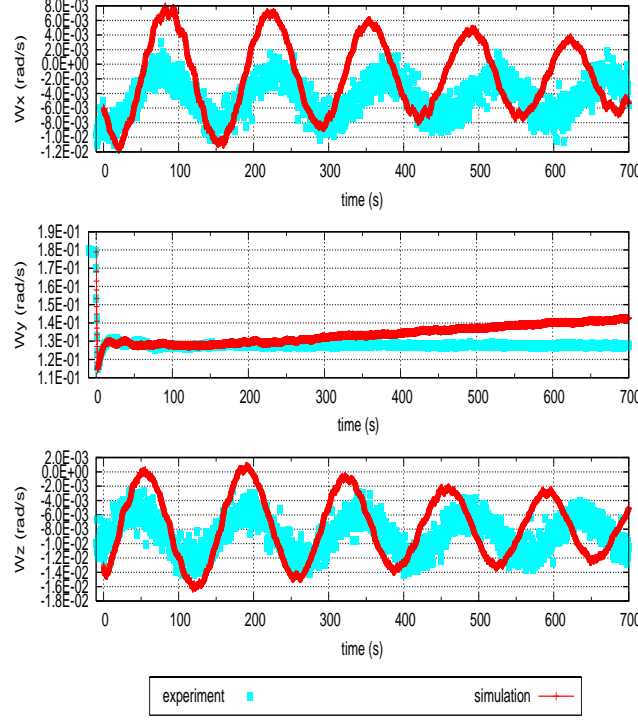 8.0E-03
6.0E-03
4.0E-03
2.0E-03
0.0E+00
-2.0E-03
-4.0E-03
-6.0E-03
-8.0E-03
-1.0E-02
-1.2E-02
Wx (rad/s)
0 100 200 300 400 500 600 700
time (s)
1.9E-01
1.8E-01
1.7E-01
1.6E-01
1.5E-01
1.4E-01
1.3E-01
1.2E-01
1.1E-01
Wy (rad/s)
0 100 200 300 400 500 600 700
time (s)
2.0E-03
0.0E+00
-2.0E-03
-4.0E-03
-6.0E-03
-8.0E-03
-1.0E-02
-1.2E-02
-1.4E-02
-1.6E-02
-1.8E-02
Wz (rad/s)
0 100 200 300 400 500 600 700
time (s)
experiment simulation